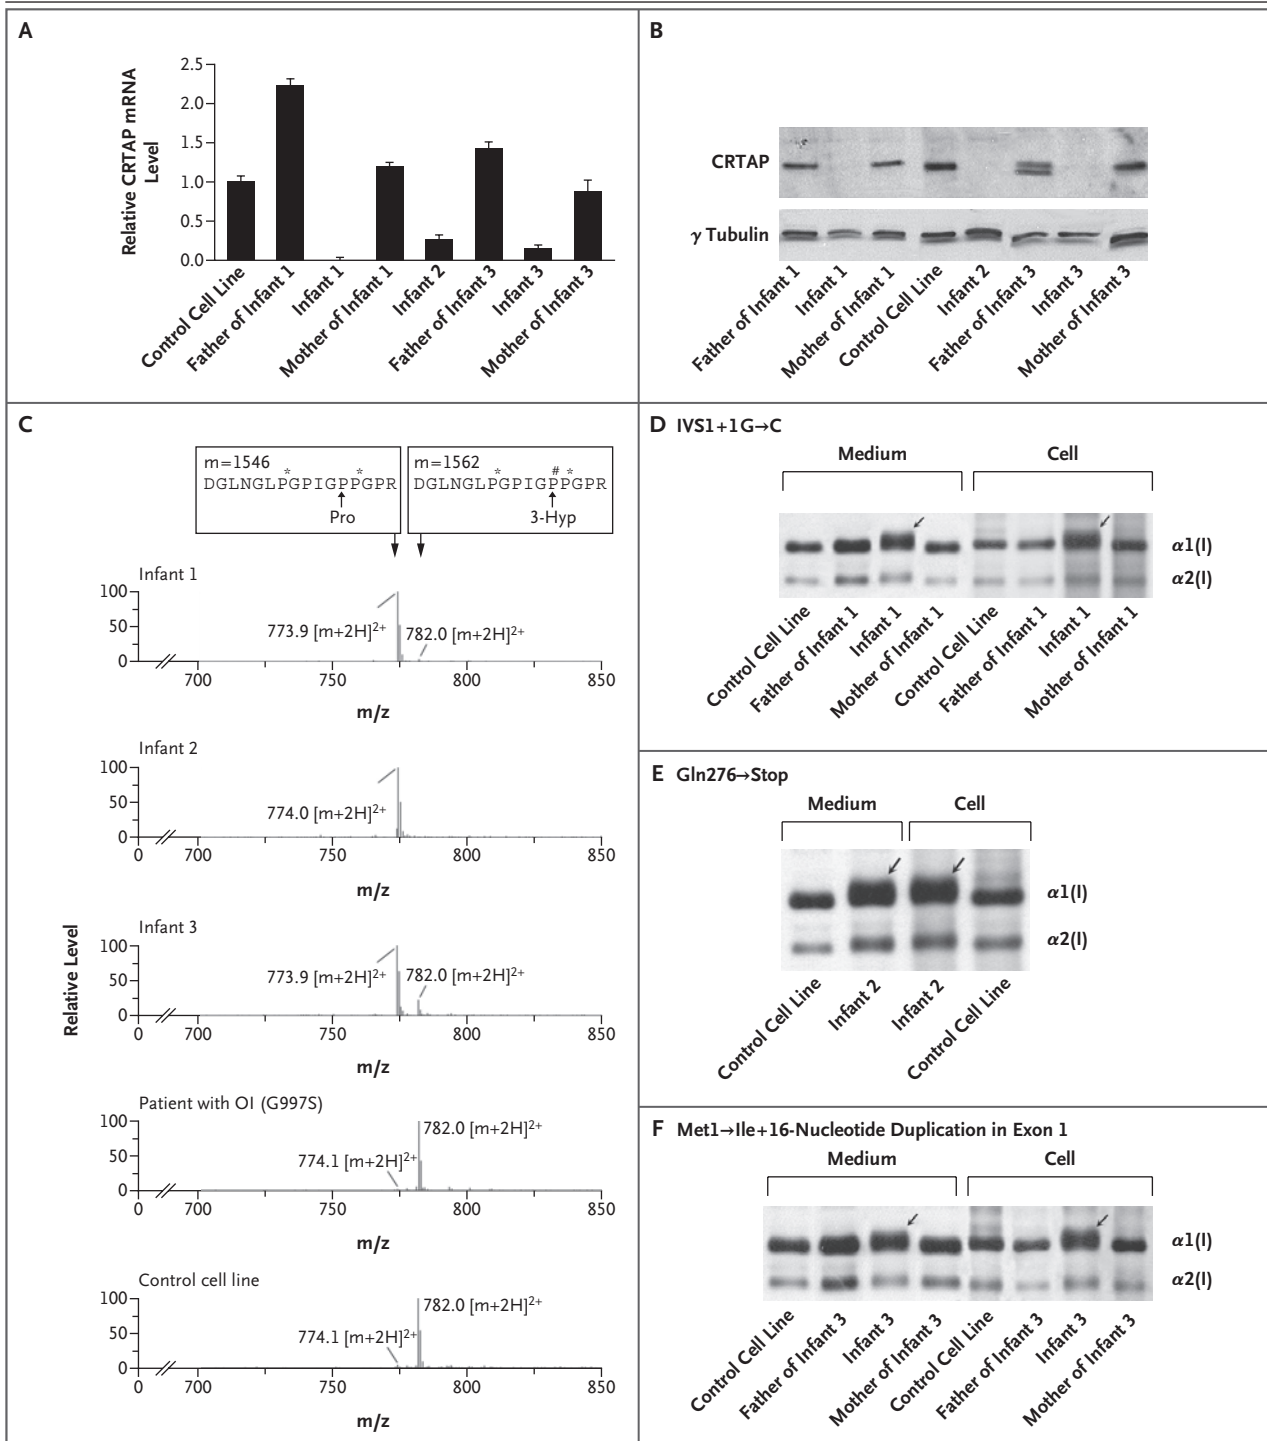 A
Relative CRTAP mRNA
Level
2.5
2.0
1.5
1.0
0.5
0.0
Control Cell Line
Father of Infant 1
Infant 1
Mother of Infant 1
Infant 2
Father of Infant 3
Infant 3
Mother of Infant 3
B
CRTAP
γ Tubulin
Father of Infant 1
Infant 1
Mother of Infant 1
Control Cell Line
Infant 2
Father of Infant 3
Infant 3
Mother of Infant 3
C
m=1546
* *
DGLNGLPGPIGPPGPR
Pro
m=1562
* # *
DGLNGLPGPIGPPGPR
3-Hyp
Relative Level
Infant 1
100
50
0
773.9 [m+2H]²⁺
782.0 [m+2H]²⁺
0 700 750 800 850
m/z
Infant 2
100
50
0
774.0 [m+2H]²⁺
0 700 750 800 850
m/z
Infant 3
100
50
0
773.9 [m+2H]²⁺
782.0 [m+2H]²⁺
0 700 750 800 850
m/z
Patient with OI (G997S)
100
50
0
782.0 [m+2H]²⁺
774.1 [m+2H]²⁺
0 700 750 800 850
m/z
Control cell line
100
50
0
782.0 [m+2H]²⁺
774.1 [m+2H]²⁺
0 700 750 800 850
m/z
D IVS1+1G→C
Medium Cell
α1(I)
α2(I)
Control Cell Line
Father of Infant 1
Infant 1
Mother of Infant 1
Control Cell Line
Father of Infant 1
Infant 1
Mother of Infant 1
E Gln276→Stop
Medium Cell
α1(I)
α2(I)
Control Cell Line
Infant 2
Infant 2
Control Cell Line
F Met1→Ile+16-Nucleotide Duplication in Exon 1
Medium Cell
α1(I)
α2(I)
Control Cell Line
Father of Infant 3
Infant 3
Mother of Infant 3
Control Cell Line
Father of Infant 3
Infant 3
Mother of Infant 3